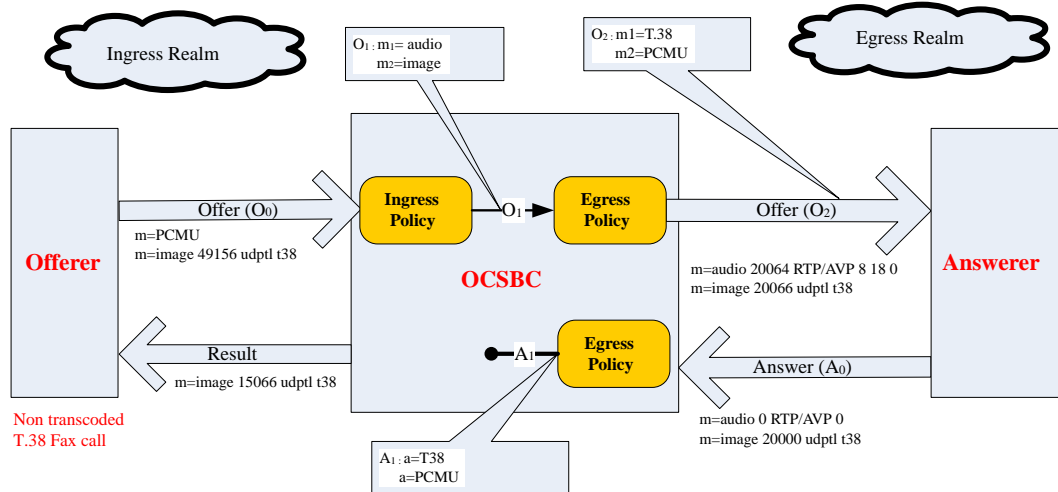 Ingress Realm
O1 : m1= audio
m2=image
O2 : m1=T.38
m2=PCMU
Egress Realm
Offerer
Offer (O0)
m=PCMU
m=image 49156 udptl t38
Ingress
Policy
O1
Egress
Policy
Offer (O2)
m=audio 20064 RTP/AVP 8 18 0
m=image 20066 udptl t38
Answerer
OCSBC
Result
m=image 15066 udptl t38
A1
Egress
Policy
Answer (A0)
m=audio 0 RTP/AVP 0
m=image 20000 udptl t38
Non transcoded
T.38 Fax call
A1 : a=T38
a=PCMU